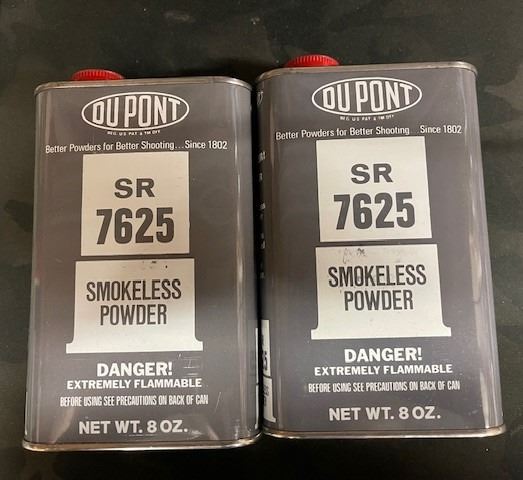 DU PONT
REG. U.S. PAT & TM OFF.
Better Powders for Better Shooting...Since 1802
SR
7625
SMOKELESS
POWDER
DANGER!
EXTREMELY FLAMMABLE
BEFORE USING SEE PRECAUTIONS ON BACK OF CAN
NET WT. 8 OZ.
DU PONT
REG. U.S. PAT & TM OFF.
Better Powders for Better Shooting... Since 1802
SR
7625
SMOKELESS
POWDER
DANGER!
EXTREMELY FLAMMABLE
BEFORE USING SEE PRECAUTIONS ON BACK OF CAN
NET WT. 8 OZ.